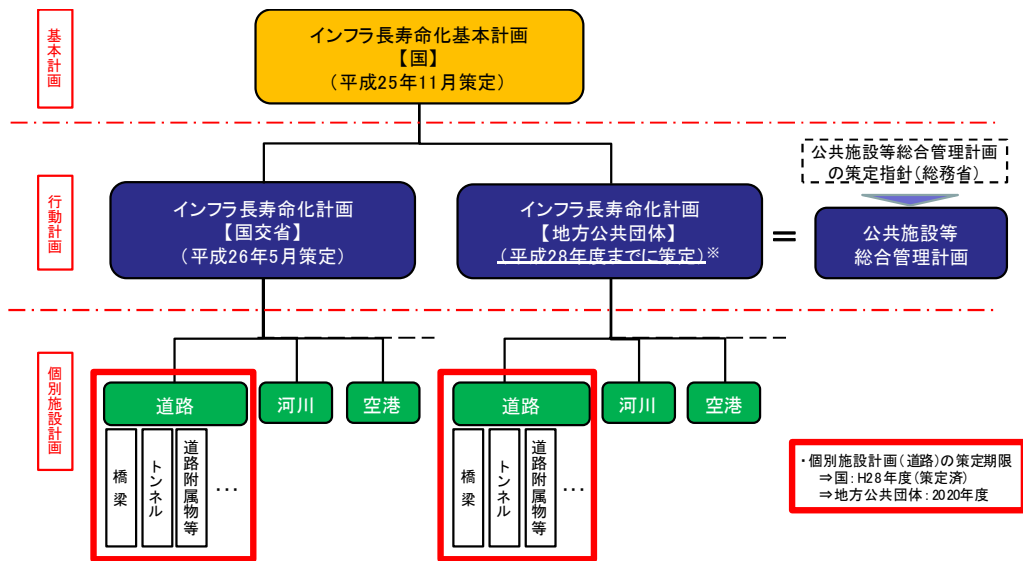 基本計画
インフラ長寿命化基本計画
【国】
(平成25年11月策定)
公共施設等総合管理計画
の策定指針(総務省)
行動計画
インフラ長寿命化計画
【国交省】
(平成26年5月策定)
インフラ長寿命化計画
【地方公共団体】
(平成28年度までに策定)※
=
公共施設等
総合管理計画
個別施設計画
道路
河川
空港
橋梁
トンネル
道路附属物等
…
道路
河川
空港
橋梁
トンネル
道路附属物等
…
・個別施設計画(道路)の策定期限
⇒国:H28年度(策定済)
⇒地方公共団体:2020年度